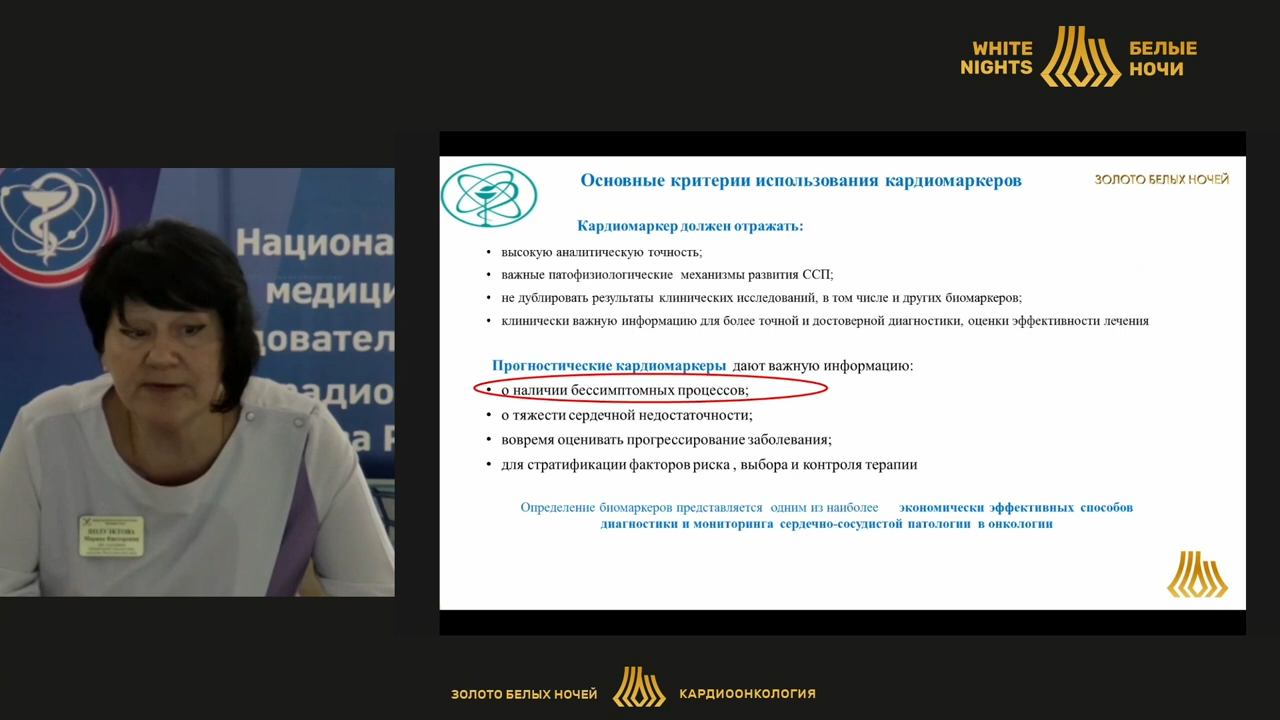 WHITE
NIGHTS
БЕЛЫЕ
НОЧИ
Национа
медици
довател
радио
ва Р
Марина Викторовна
Основные критерии использования кардиомаркеров
ЗОЛОТО БЕЛЫХ НОЧЕЙ
Кардиомаркер должен отражать:
• высокую аналитическую точность;
• важные патофизиологические механизмы развития ССП;
• не дублировать результаты клинических исследований, в том числе и других биомаркеров;
• клинически важную информацию для более точной и достоверной диагностики, оценки эффективности лечения
Прогностические кардиомаркеры дают важную информацию:
• о наличии бессимптомных процессов;
• о тяжести сердечной недостаточности;
• вовремя оценивать прогрессирование заболевания;
• для стратификации факторов риска , выбора и контроля терапии
Определение биомаркеров представляется одним из наиболее экономически эффективных способов
диагностики и мониторинга сердечно-сосудистой патологии в онкологии
ЗОЛОТО БЕЛЫХ НОЧЕЙ
КАРДИООНКОЛОГИЯ